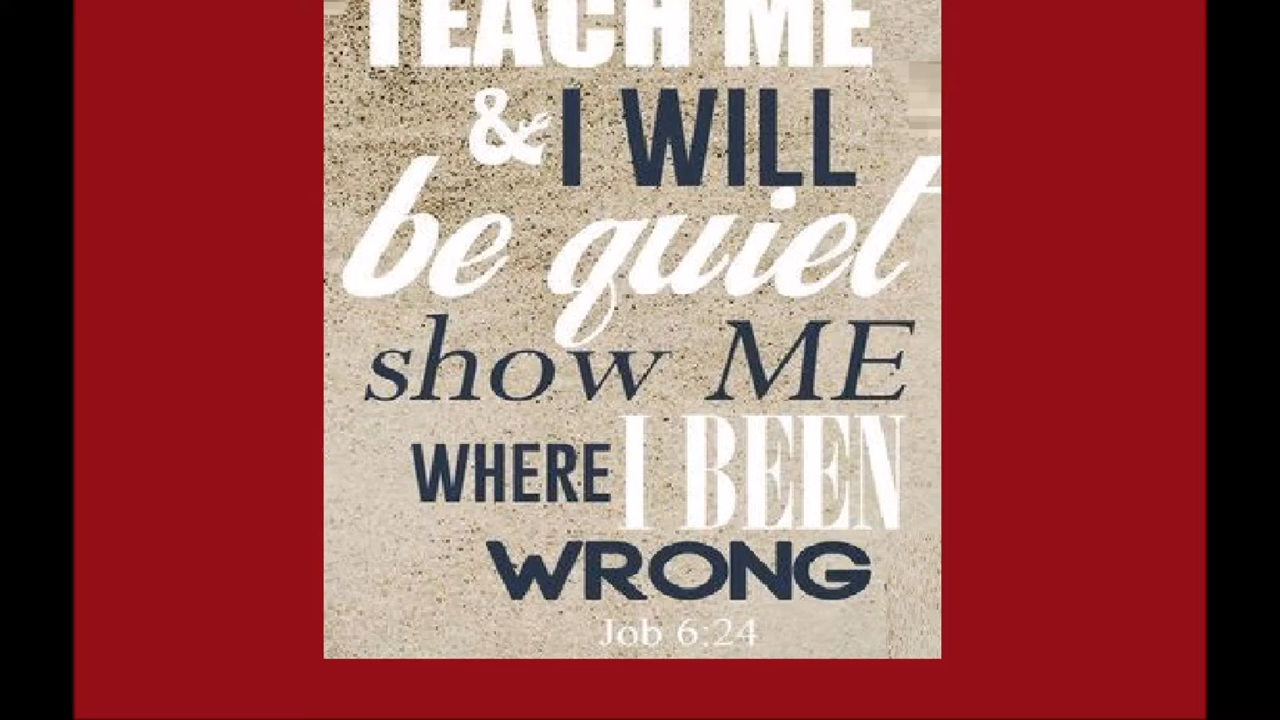 TEACH ME
& I WILL
be quiet
show ME
WHERE I BEEN
WRONG
Job 6:24